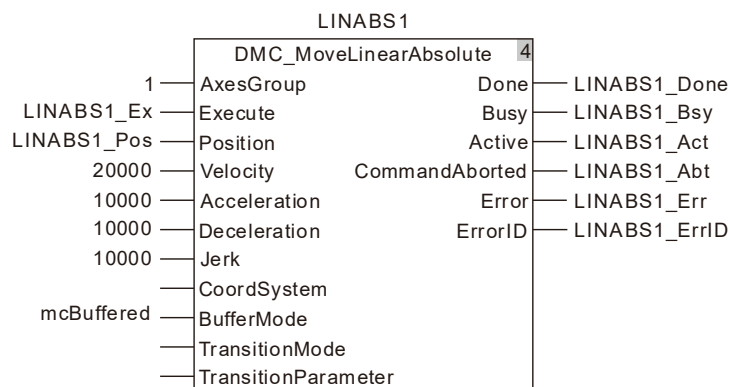 LINABS1
DMC_MoveLinearAbsolute 4
1 AxesGroup Done LINABS1_Done
LINABS1_Ex Execute Busy LINABS1_Bsy
LINABS1_Pos Position Active LINABS1_Act
20000 Velocity CommandAborted LINABS1_Abt
10000 Acceleration Error LINABS1_Err
10000 Deceleration ErrorID LINABS1_ErrID
10000 Jerk
CoordSystem
mcBuffered BufferMode
TransitionMode
TransitionParameter